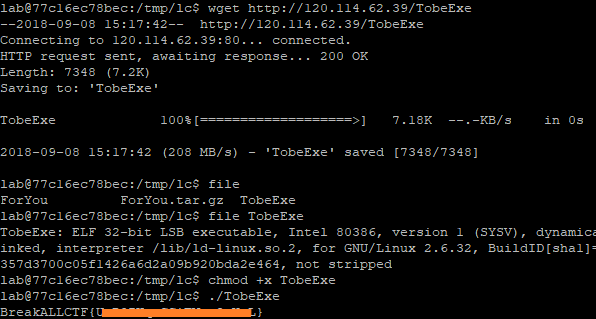 lab@77c16ec78bec:/tmp/lc$ wget http://120.114.62.39/TobeExe
--2018-09-08 15:17:42--  http://120.114.62.39/TobeExe
Connecting to 120.114.62.39:80... connected.
HTTP request sent, awaiting response... 200 OK
Length: 7348 (7.2K)
Saving to: 'TobeExe'
TobeExe             100%[===================>]   7.18K  --.-KB/s    in 0s
2018-09-08 15:17:42 (208 MB/s) - 'TobeExe' saved [7348/7348]
lab@77c16ec78bec:/tmp/lc$ file
ForYou         ForYou.tar.gz  TobeExe
lab@77c16ec78bec:/tmp/lc$ file TobeExe
TobeExe: ELF 32-bit LSB executable, Intel 80386, version 1 (SYSV), dynamica
inked, interpreter /lib/ld-linux.so.2, for GNU/Linux 2.6.32, BuildID[sha1]=
357d3700c05f1426a6d2a09b920bda2e464, not stripped
lab@77c16ec78bec:/tmp/lc$ chmod +x TobeExe
lab@77c16ec78bec:/tmp/lc$ ./TobeExe
BreakALLCTF{U L}